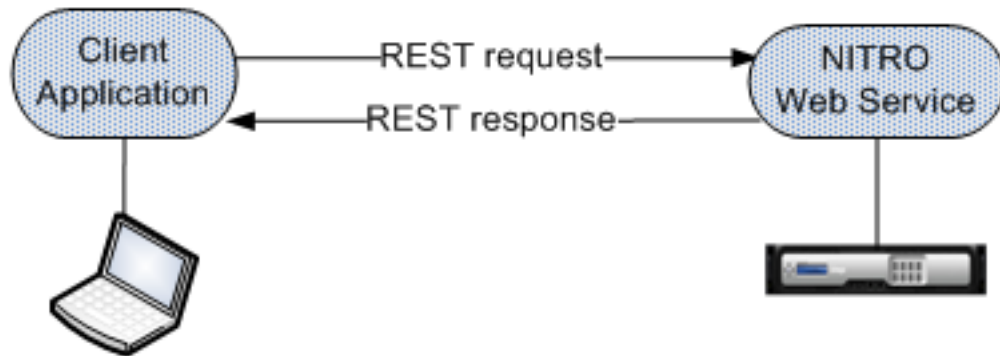 Client
Application
REST request
REST response
NITRO
Web Service